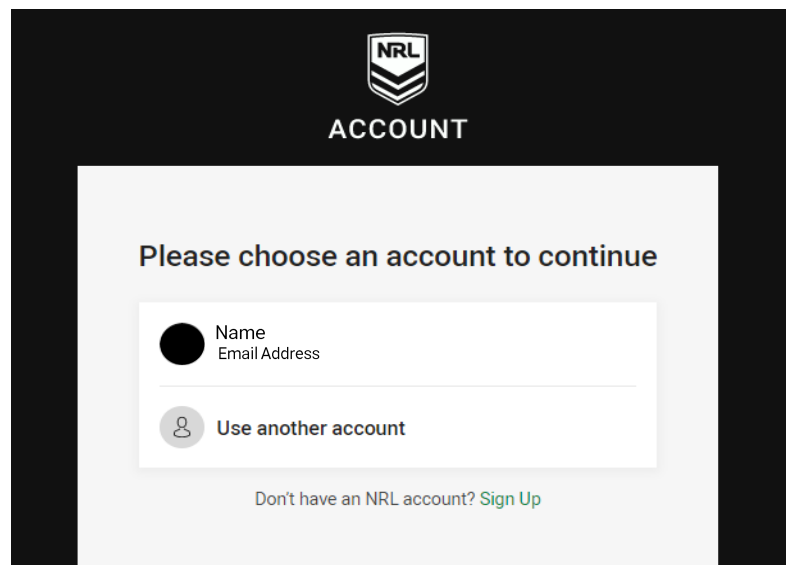 NRL
ACCOUNT
Please choose an account to continue
Name
Email Address
Use another account
Don't have an NRL account? Sign Up